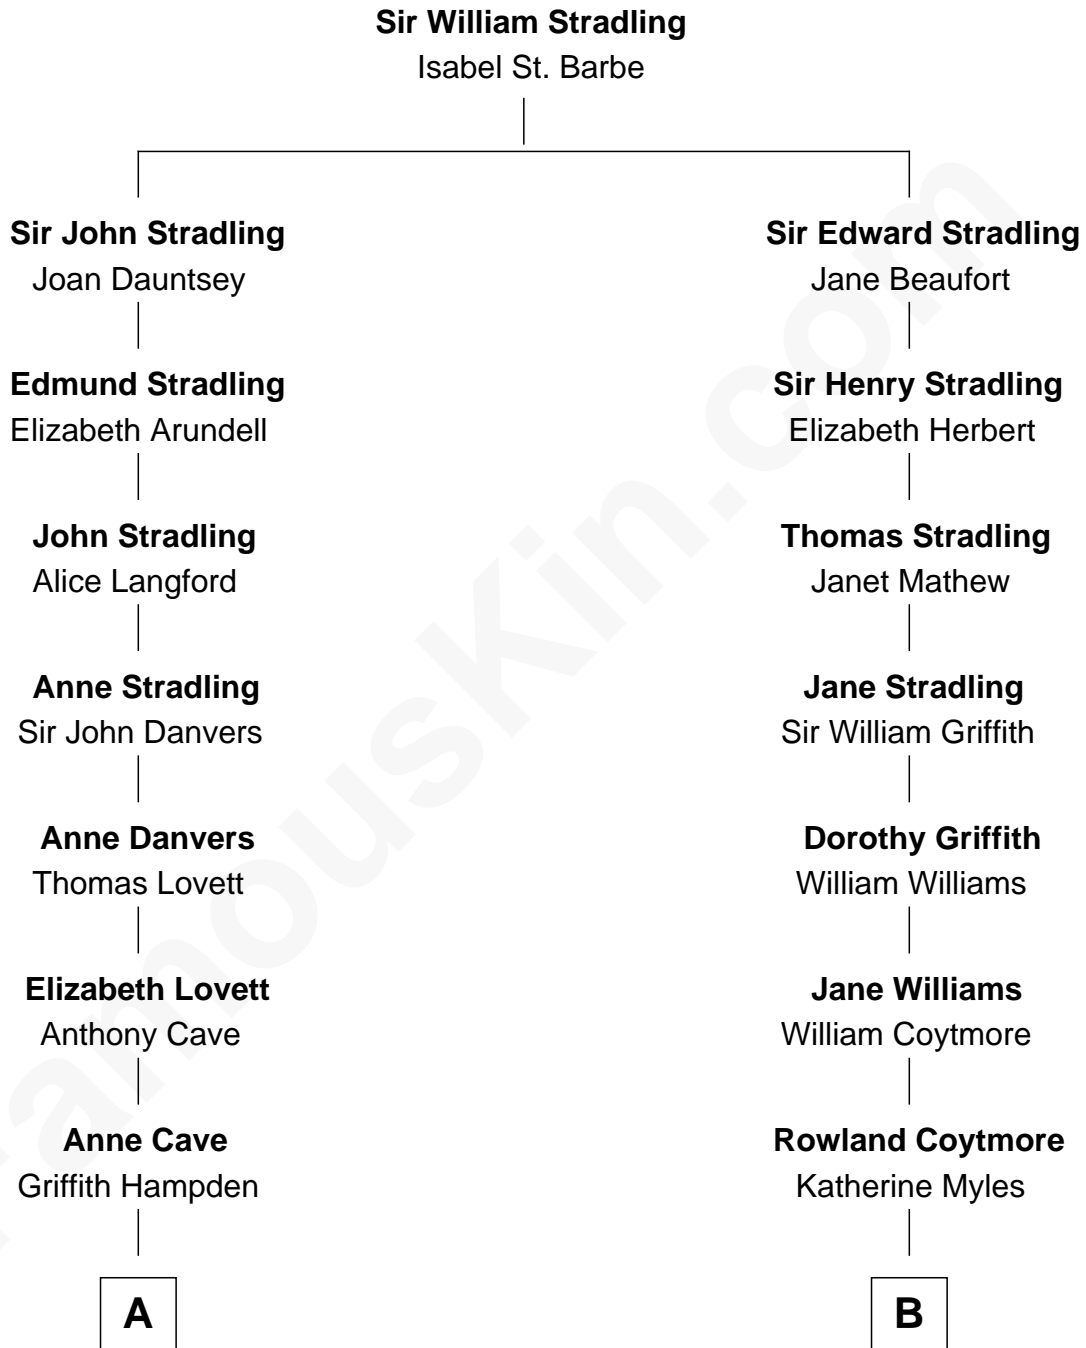 Sir William Stradling
Isabel St. Barbe
Sir John Stradling
Joan Dauntsey
Sir Edward Stradling
Jane Beaufort
Edmund Stradling
Elizabeth Arundell
Sir Henry Stradling
Elizabeth Herbert
John Stradling
Alice Langford
Thomas Stradling
Janet Mathew
Anne Stradling
Sir John Danvers
Jane Stradling
Sir William Griffith
Anne Danvers
Thomas Lovett
Dorothy Griffith
William Williams
Elizabeth Lovett
Anthony Cave
Jane Williams
William Coytmore
Anne Cave
Griffith Hampden
Rowland Coytmore
Katherine Myles
A
B
FamousKin.com